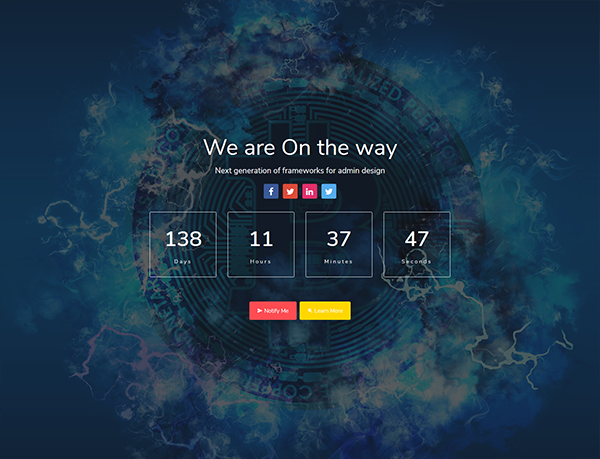 We are On the way
Next generation of frameworks for admin design
138 11 37 47
Days Hours Minutes Seconds
Notify Me Learn More